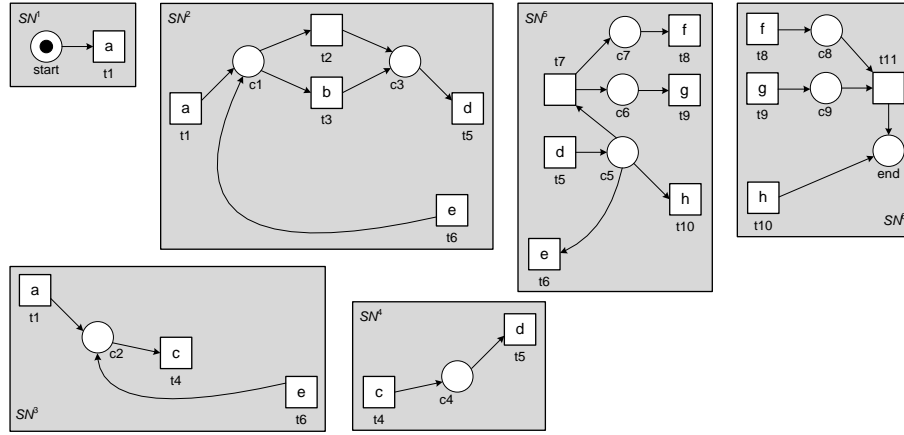 SN¹
a
start
t1
SN²
t2
c1
c3
a
b
d
t1
t3
t5
e
t6
SN⁵
c7
f
t7
t8
c6
g
t9
d
t5
c5
h
t10
e
t6
f
t8
c8
t11
g
t9
c9
end
h
t10
SN⁶
a
t1
c2
c
t4
e
SN³
t6
SN⁴
d
t5
c
c4
t4